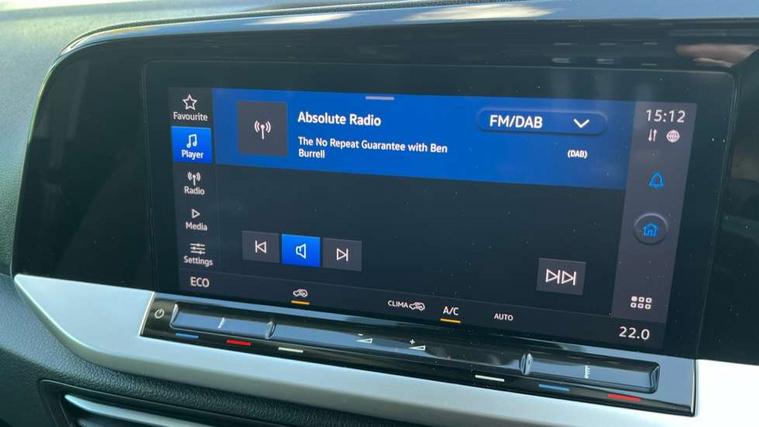 Favourite
Player
Radio
Media
Settings
ECO
Absolute Radio
The No Repeat Guarantee with Ben
Burrell
FM/DAB
(DAB)
15:12
CLIMA
A/C
AUTO
22.0
- +